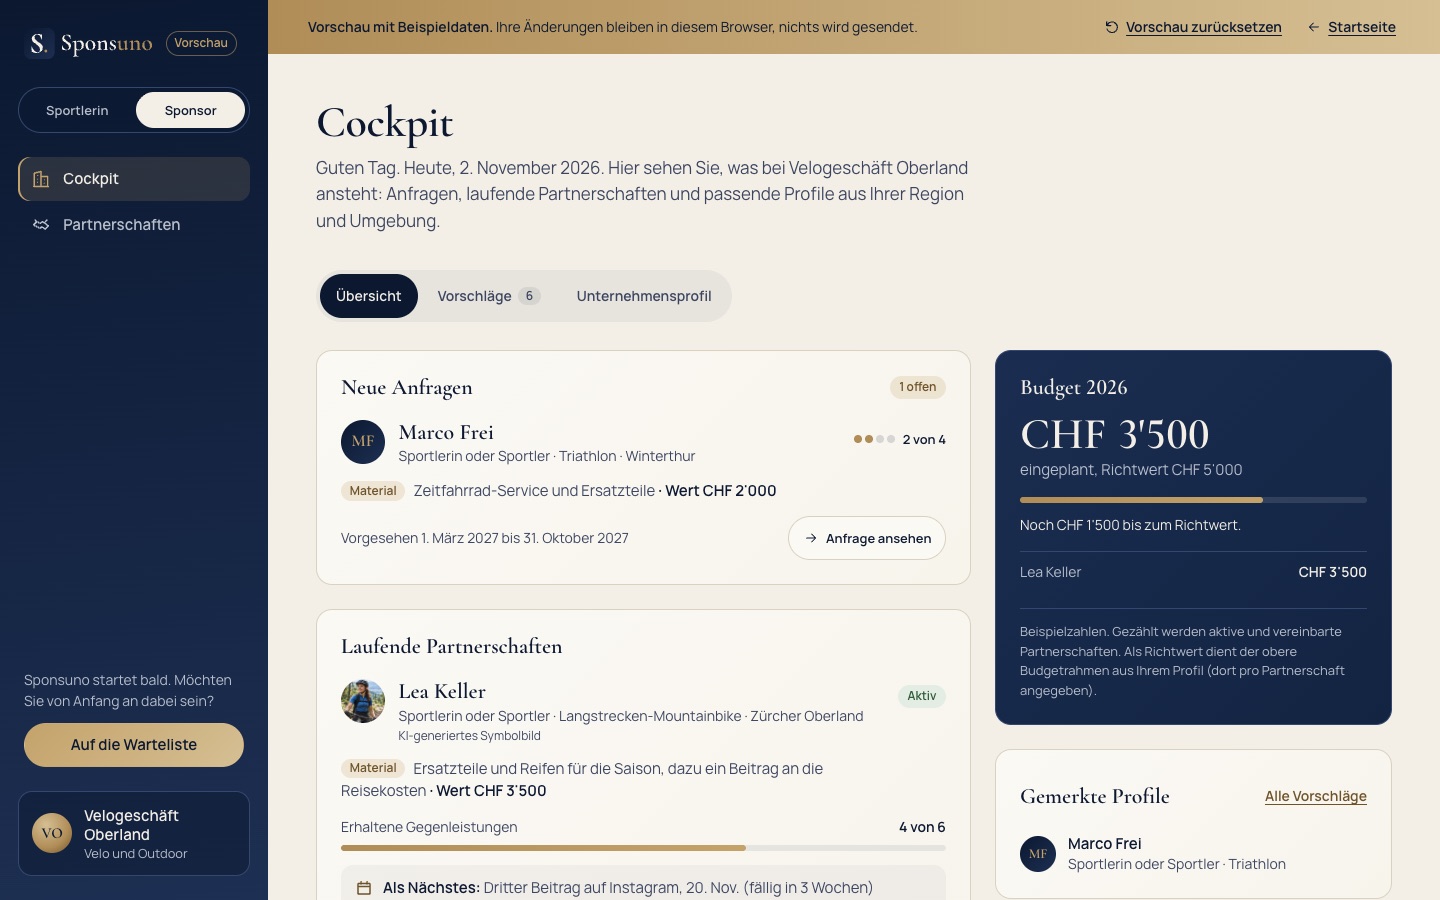 S. Sponsuno Vorschau
Sportlerin Sponsor
Cockpit
Partnerschaften
Sponsuno startet bald. Möchten
Sie von Anfang an dabei sein?
Auf die Warteliste
VO
Velogeschäft
Oberland
Velo und Outdoor
Vorschau mit Beispieldaten. Ihre Änderungen bleiben in diesem Browser, nichts wird gesendet.
Vorschau zurücksetzen
← Startseite
Cockpit
Guten Tag. Heute, 2. November 2026. Hier sehen Sie, was bei Velogeschäft Oberland
ansteht: Anfragen, laufende Partnerschaften und passende Profile aus Ihrer Region
und Umgebung.
Übersicht Vorschläge 6 Unternehmensprofil
Neue Anfragen
1 offen
MF
Marco Frei
Sportlerin oder Sportler · Triathlon · Winterthur
2 von 4
Material Zeitfahrrad-Service und Ersatzteile · Wert CHF 2'000
Vorgesehen 1. März 2027 bis 31. Oktober 2027
→ Anfrage ansehen
Laufende Partnerschaften
Lea Keller
Sportlerin oder Sportler · Langstrecken-Mountainbike · Zürcher Oberland
KI-generiertes Symbolbild
Aktiv
Material Ersatzteile und Reifen für die Saison, dazu ein Beitrag an die
Reisekosten · Wert CHF 3'500
Erhaltene Gegenleistungen 4 von 6
Als Nächstes: Dritter Beitrag auf Instagram, 20. Nov. (fällig in 3 Wochen)
Budget 2026
CHF 3'500
eingeplant, Richtwert CHF 5'000
Noch CHF 1'500 bis zum Richtwert.
Lea Keller CHF 3'500
Beispielzahlen. Gezählt werden aktive und vereinbarte
Partnerschaften. Als Richtwert dient der obere
Budgetrahmen aus Ihrem Profil (dort pro Partnerschaft
angegeben).
Gemerkte Profile Alle Vorschläge
MF
Marco Frei
Sportlerin oder Sportler · Triathlon